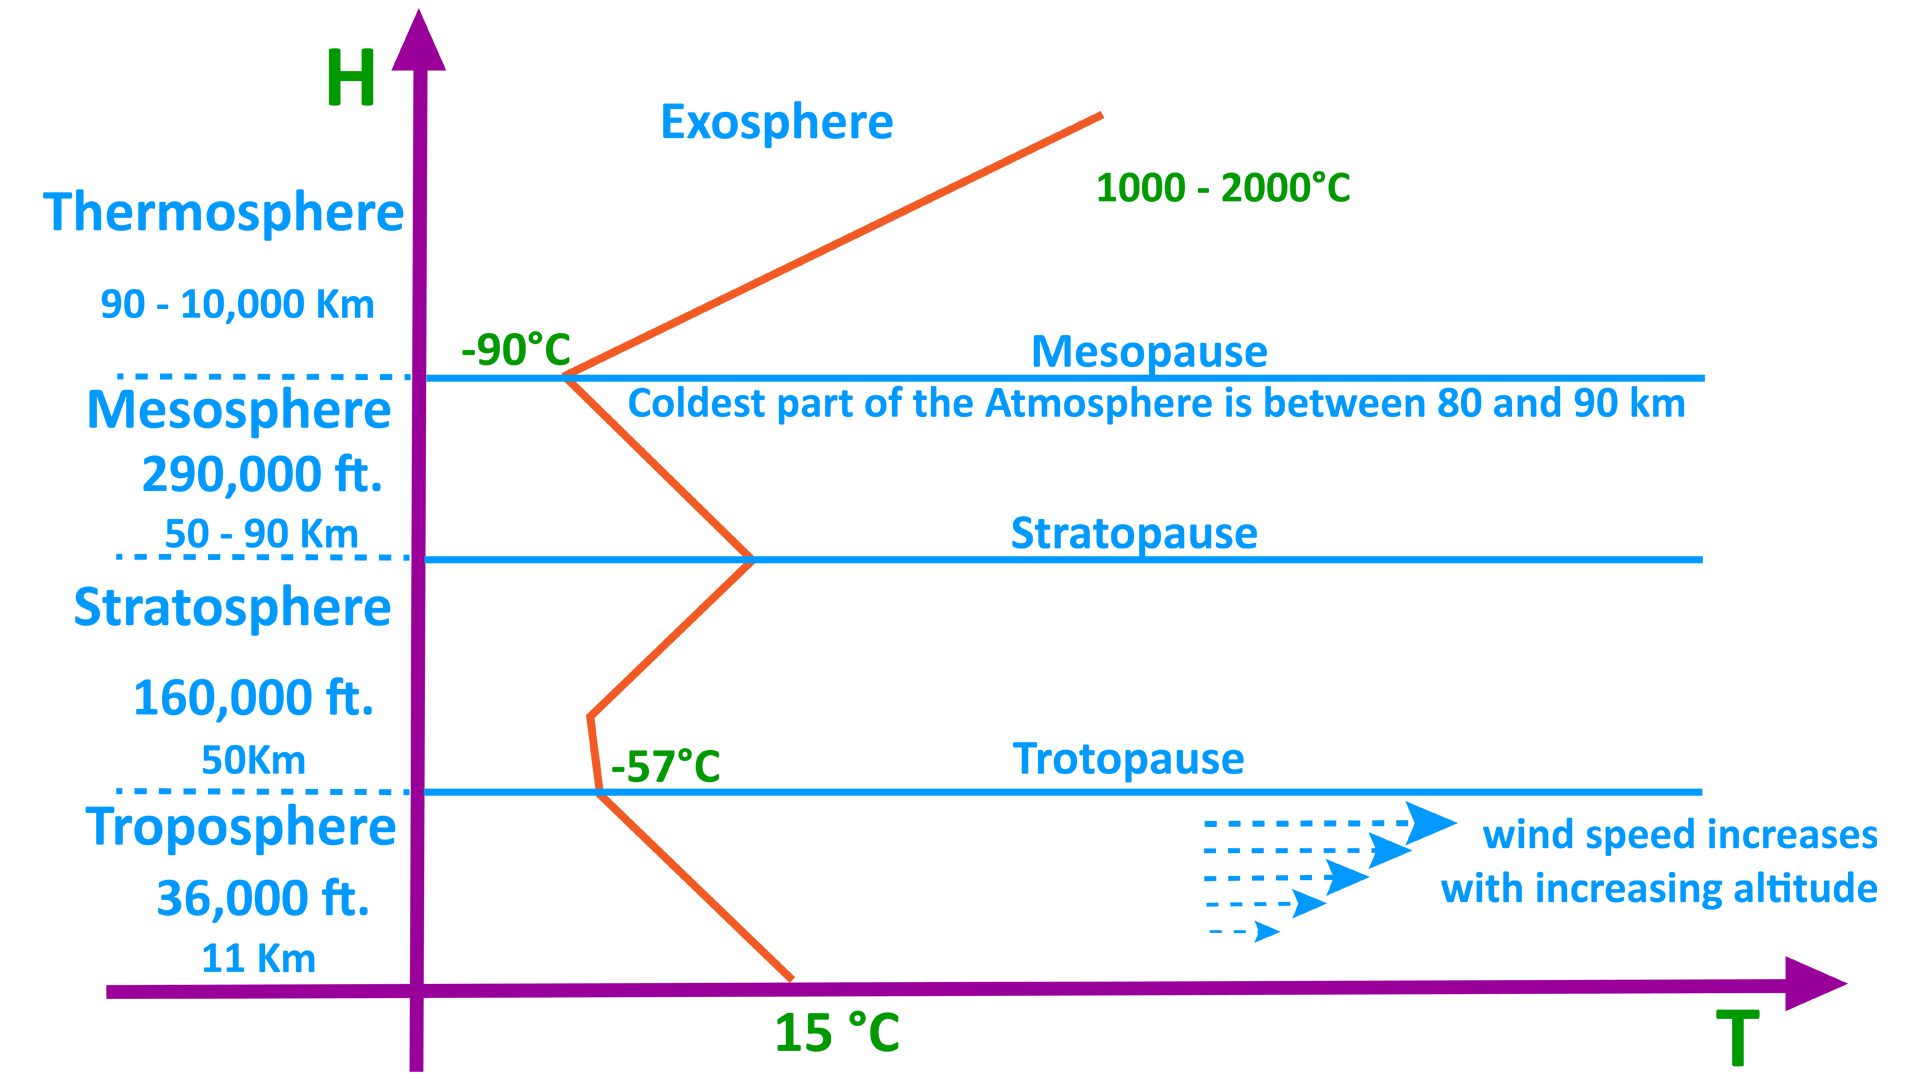 H
Exosphere
1000 - 2000°C
Thermosphere
90 - 10,000 Km
-90°C
Mesopause
Mesosphere
Coldest part of the Atmosphere is between 80 and 90 km
290,000 ft.
50 - 90 Km
Stratopause
Stratosphere
160,000 ft.
50Km
-57°C
Trotopause
Troposphere
wind speed increases
with increasing altitude
36,000 ft.
11 Km
15 °C
T